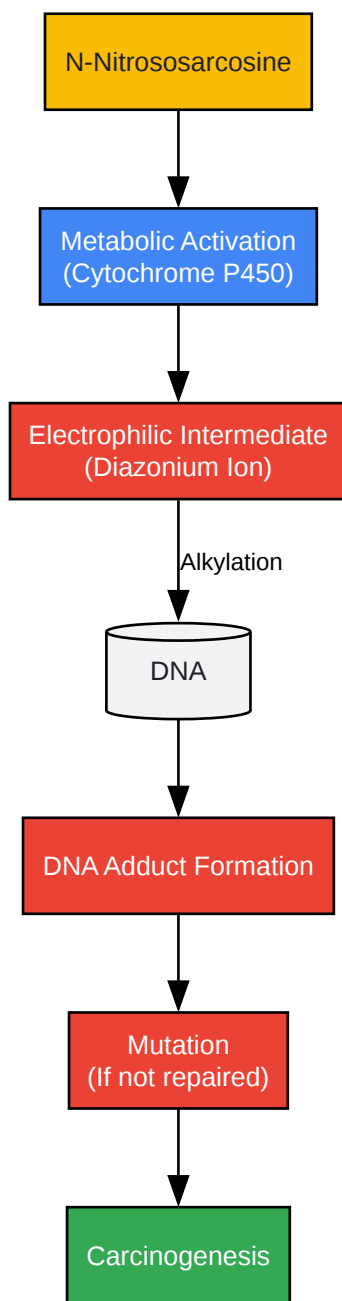 N-Nitrososarcosine
Metabolic Activation
(Cytochrome P450)
Electrophilic Intermediate
(Diazonium Ion)
Alkylation
DNA
DNA Adduct Formation
Mutation
(If not repaired)
Carcinogenesis